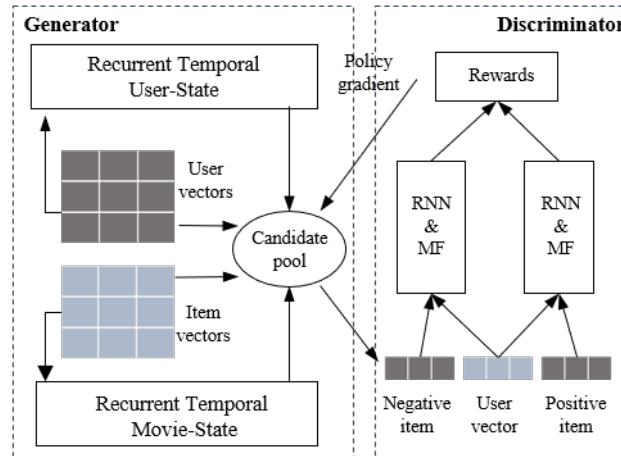 Generator
Recurrent Temporal
User-State
User
vectors
Candidate
pool
Item
vectors
Recurrent Temporal
Movie-State
Policy
gradient
Discriminator
Rewards
RNN
&
MF
RNN
&
MF
Negative
item
User
vector
Positive
item